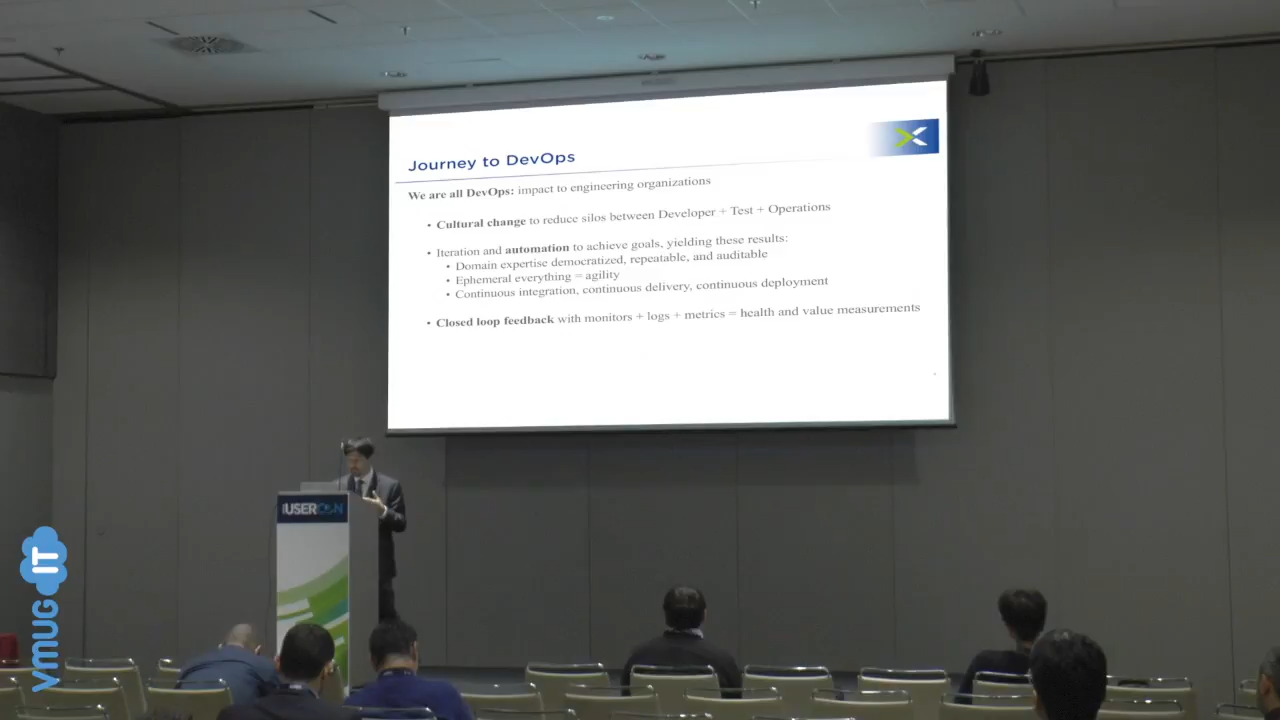 Journey to DevOps
We are all DevOps: impact to engineering organizations
• Cultural change to reduce silos between Developer + Test + Operations
• Iteration and automation to achieve goals, yielding these results:
• Domain expertise democratized, repeatable, and auditable
• Ephemeral everything = agility
• Continuous integration, continuous delivery, continuous deployment
• Closed loop feedback with monitors + logs + metrics = health and value measurements
USERCON
vmUG IT